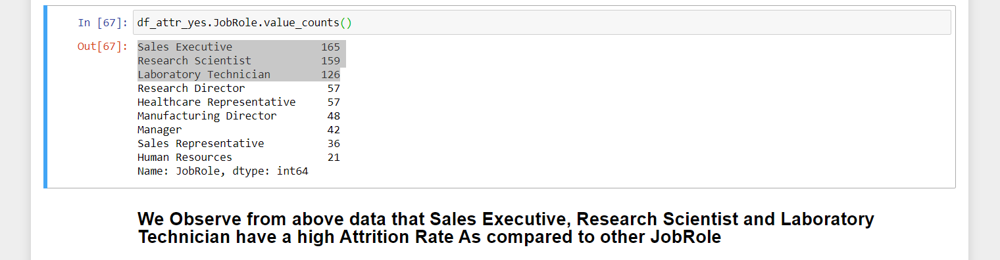 In [67]: df_attr_yes.JobRole.value_counts()
Out[67]: Sales Executive 165
Research Scientist 159
Laboratory Technician 126
Research Director 57
Healthcare Representative 57
Manufacturing Director 48
Manager 42
Sales Representative 36
Human Resources 21
Name: JobRole, dtype: int64
We Observe from above data that Sales Executive, Research Scientist and Laboratory
Technician have a high Attrition Rate As compared to other JobRole